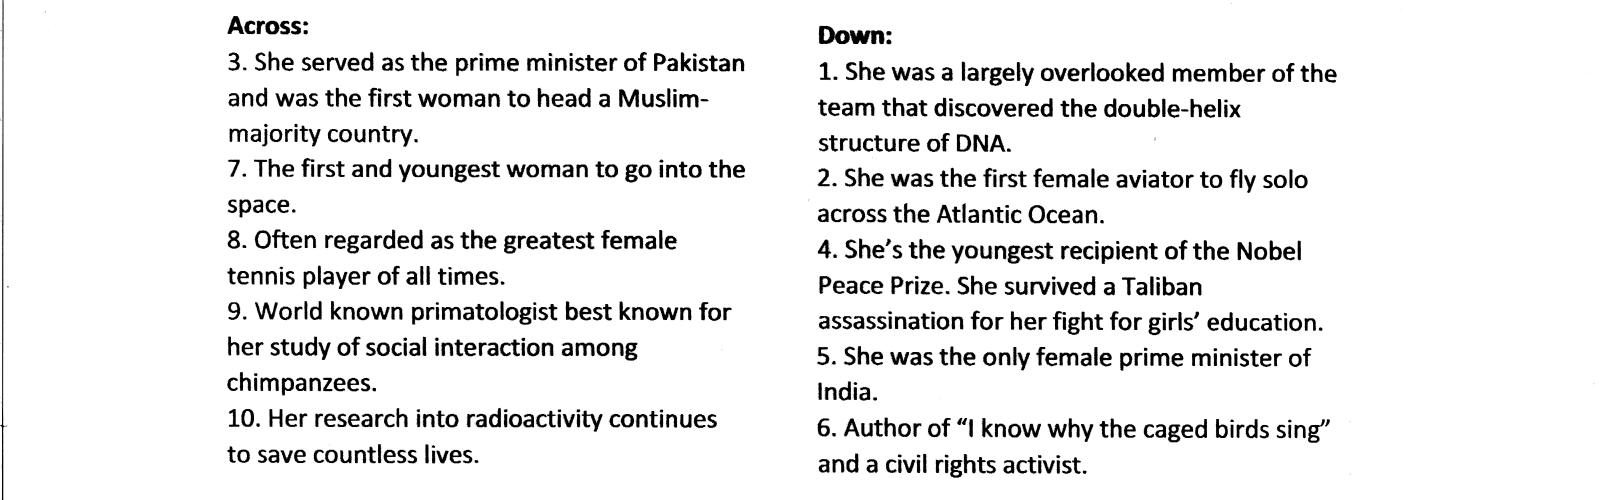 Across:
3. She served as the prime minister of Pakistan
and was the first woman to head a Muslim-
majority country.
7. The first and youngest woman to go into the
space.
8. Often regarded as the greatest female
tennis player of all times.
9. World known primatologist best known for
her study of social interaction among
chimpanzees.
10. Her research into radioactivity continues
to save countless lives.
Down:
1. She was a largely overlooked member of the
team that discovered the double-helix
structure of DNA.
2. She was the first female aviator to fly solo
across the Atlantic Ocean.
4. She’s the youngest recipient of the Nobel
Peace Prize. She survived a Taliban
assassination for her fight for girls’ education.
5. She was the only female prime minister of
India.
6. Author of “I know why the caged birds sing”
and a civil rights activist.